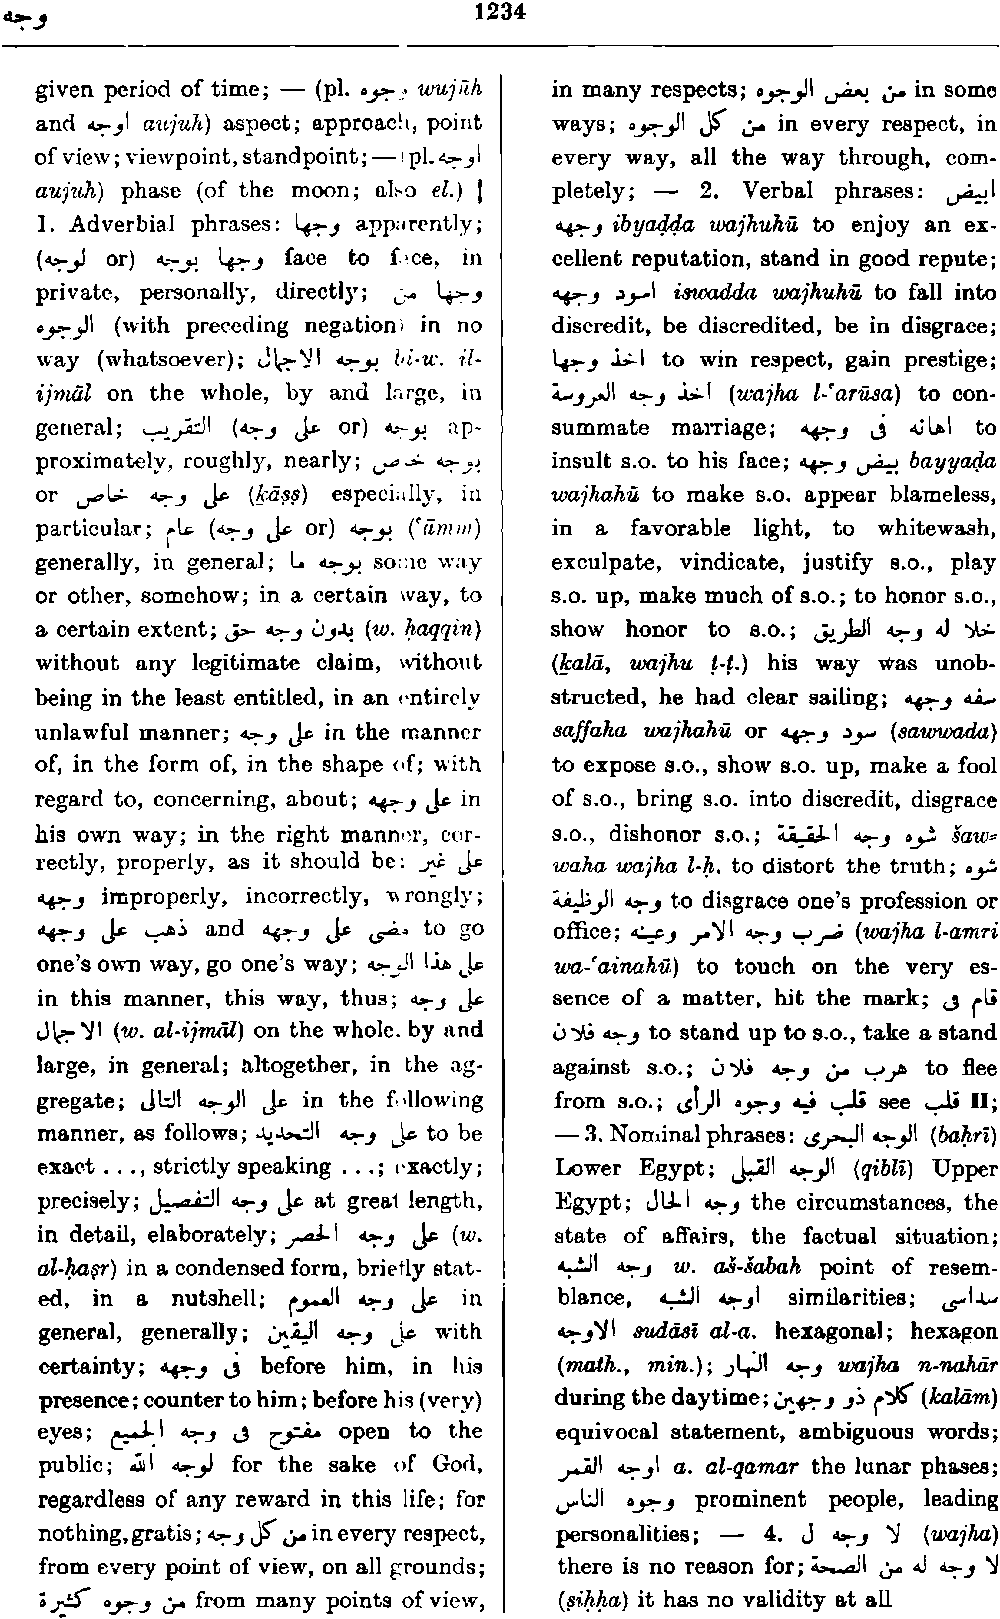 وجه
1234
given period of time; — (pl. وجوه wujūh
and اوجه aujuh) aspect; approach, point
of view; viewpoint, standpoint; — (pl. اوجه
aujuh) phase (of the moon; also el.) |
1. Adverbial phrases: وجها apparently;
وجها بوجه (or لوجه) face to face, in
private, personally, directly; وجها من
الوجوه (with preceding negation) in no
way (whatsoever); بوجه الاجمال bi-w. il-
ijmāl on the whole, by and large, in
general; بوجه (or على وجه) التقريب ap-
proximately, roughly, nearly; بوجه خاص
or على وجه خاص (ḵāṣṣ) especially, in
particular; بوجه (or على وجه) عام (ʿāmm)
generally, in general; بوجه ما some way
or other, somehow; in a certain way, to
a certain extent; بدون وجه حق (w. ḥaqqin)
without any legitimate claim, without
being in the least entitled, in an entirely
unlawful manner; على وجه in the manner
of, in the form of, in the shape of; with
regard to, concerning, about; على وجهه in
his own way; in the right manner, cor-
rectly, properly, as it should be: على غير
وجهه improperly, incorrectly, wrongly;
ذهب على وجهه and مضى على وجهه to go
one's own way, go one's way; على هذا الوجه
in this manner, this way, thus; على وجه
الاجمال (w. al-ijmāl) on the whole. by and
large, in general; altogether, in the ag-
gregate; على الوجه التالى in the following
manner, as follows; على وجه التحديد to be
exact . . ., strictly speaking . . .; exactly;
precisely; على وجه التفصيل at great length,
in detail, elaborately; على وجه الحصر (w.
al-ḥaṣr) in a condensed form, briefly stat-
ed, in a nutshell; على وجه العموم in
general, generally; على وجه اليقين with
certainty; فى وجهه before him, in his
presence; counter to him; before his (very)
eyes; مفتوح فى وجه الجميع open to the
public; لوجه الله for the sake of God,
regardless of any reward in this life; for
nothing, gratis; من كل وجه in every respect,
from every point of view, on all grounds;
من وجوه كثيرة from many points of view,
in many respects; من بعض الوجوه in some
ways; من كل الوجوه in every respect, in
every way, all the way through, com-
pletely; — 2. Verbal phrases: ابيض
وجهه ibyaḍḍa wajhuhū to enjoy an ex-
cellent reputation, stand in good repute;
اسود وجهه iswadda wajhuhū to fall into
discredit, be discredited, be in disgrace;
اخذ وجها to win respect, gain prestige;
اخذ وجه العروسة (wajha l-ʿarūsa) to con-
summate marriage; اهانه فى وجهه to
insult s.o. to his face; بيض وجهه bayyaḍa
wajhahū to make s.o. appear blameless,
in a favorable light, to whitewash,
exculpate, vindicate, justify s.o., play
s.o. up, make much of s.o.; to honor s.o.,
show honor to s.o.; خلا له وجه الطريق
(ḵalā, wajhu ṭ-ṭ.) his way was unob-
structed, he had clear sailing; سفه وجهه
saffaha wajhahū or سود وجهه (sawwada)
to expose s.o., show s.o. up, make a fool
of s.o., bring s.o. into discredit, disgrace
s.o., dishonor s.o.; شوه وجه الحقيقة šaw=
waha wajha l-ḥ. to distort the truth; شوه
وجه الوظيفة to disgrace one's profession or
office; ضرب وجه الامر وعينه (wajha l-amri
wa-ʿainahū) to touch on the very es-
sence of a matter, hit the mark; قام فى
وجه فلان to stand up to s.o., take a stand
against s.o.; هرب من وجه فلان to flee
from s.o.; قلب فيه وجوه الرأى see قلب II;
— 3. Nominal phrases: الوجه البحرى (baḥrī)
Lower Egypt; الوجه القبلى (qiblī) Upper
Egypt; وجه الحال the circumstances, the
state of affairs, the factual situation;
وجه الشبه w. aš-šabah point of resem-
blance, اوجه الشبه similarities; سداسى
الاوجه sudāsī al-a. hexagonal; hexagon
(math., min.); وجه النهار wajha n-nahār
during the daytime; كلام ذو وجهين (kalām)
equivocal statement, ambiguous words;
اوجه القمر a. al-qamar the lunar phases;
وجوه الناس prominent people, leading
personalities; — 4. لا وجه ل (wajha)
there is no reason for; لا وجه له من الصحة
(ṣiḥḥa) it has no validity at all